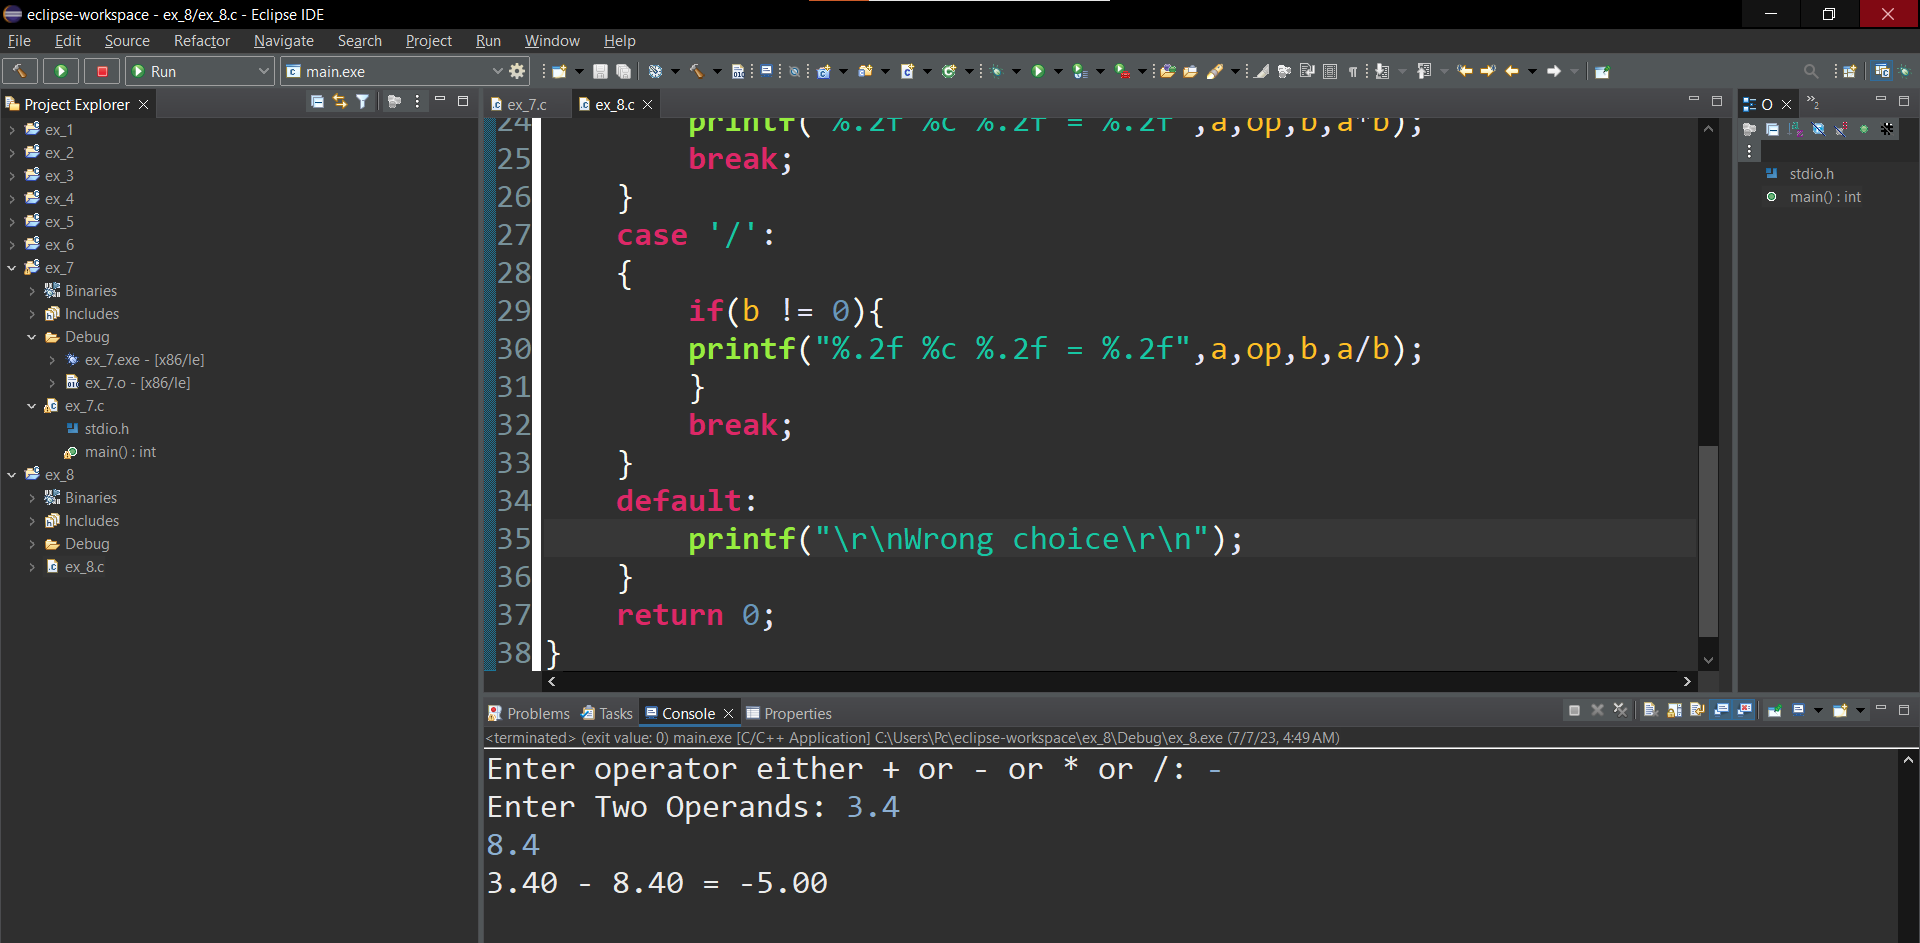 eclipse-workspace - ex_8/ex_8.c - Eclipse IDE
File Edit Source Refactor Navigate Search Project Run Window Help
Run main.exe
Project Explorer
ex_1
ex_2
ex_3
ex_4
ex_5
ex_6
ex_7
Binaries
Includes
Debug
ex_7.exe - [x86/le]
ex_7.o - [x86/le]
ex_7.c
stdio.h
main() : int
ex_8
Binaries
Includes
Debug
ex_8.c
ex_7.c ex_8.c
24 printf("%.2f %c %.2f = %.2f",a,op,b,a*b);
25 break;
26 }
27 case '/':
28 {
29 if(b != 0){
30 printf("%.2f %c %.2f = %.2f",a,op,b,a/b);
31 }
32 break;
33 }
34 default:
35 printf("\r\nWrong choice\r\n");
36 }
37 return 0;
38 }
O
2
stdio.h
main() : int
Problems Tasks Console Properties
<terminated> (exit value: 0) main.exe [C/C++ Application] C:\Users\Pc\eclipse-workspace\ex_8\Debug\ex_8.exe (7/7/23, 4:49 AM)
Enter operator either + or - or * or /: -
Enter Two Operands: 3.4
8.4
3.40 - 8.40 = -5.00